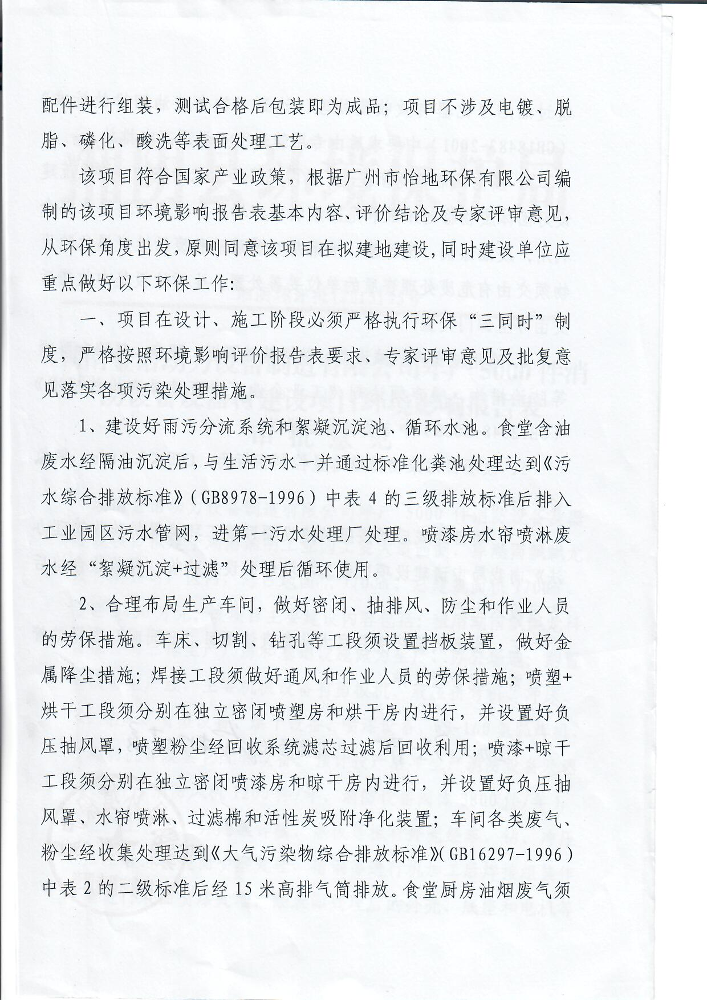 配件进行组装，测试合格后包装即为成品；项目不涉及电镀、脱
脂、磷化、酸洗等表面处理工艺。
该项目符合国家产业政策，根据广州市怡地环保有限公司编
制的该项目环境影响报告表基本内容、评价结论及专家评审意见，
从环保角度出发，原则同意该项目在拟建地建设，同时建设单位应
重点做好以下环保工作：
一、项目在设计、施工阶段必须严格执行环保“三同时”制
度，严格按照环境影响评价报告表要求、专家评审意见及批复意
见落实各项污染处理措施。
1、建设好雨污分流系统和絮凝沉淀池、循环水池。食堂含油
废水经隔油沉淀后，与生活污水一并通过标准化粪池处理达到《污
水综合排放标准》（GB8978-1996）中表 4 的三级排放标准后排入
工业园区污水管网，进第一污水处理厂处理。喷漆房水帘喷淋废
水经“絮凝沉淀+过滤”处理后循环使用。
2、合理布局生产车间，做好密闭、抽排风、防尘和作业人员
的劳保措施。车床、切割、钻孔等工段须设置挡板装置，做好金
属降尘措施；焊接工段须做好通风和作业人员的劳保措施；喷塑+
烘干工段须分别在独立密闭喷塑房和烘干房内进行，并设置好负
压抽风罩，喷塑粉尘经回收系统滤芯过滤后回收利用；喷漆+晾干
工段须分别在独立密闭喷漆房和晾干房内进行，并设置好负压抽
风罩、水帘喷淋、过滤棉和活性炭吸附净化装置；车间各类废气、
粉尘经收集处理达到《大气污染物综合排放标准》（GB16297-1996）
中表 2 的二级标准后经 15 米高排气筒排放。食堂厨房油烟废气须